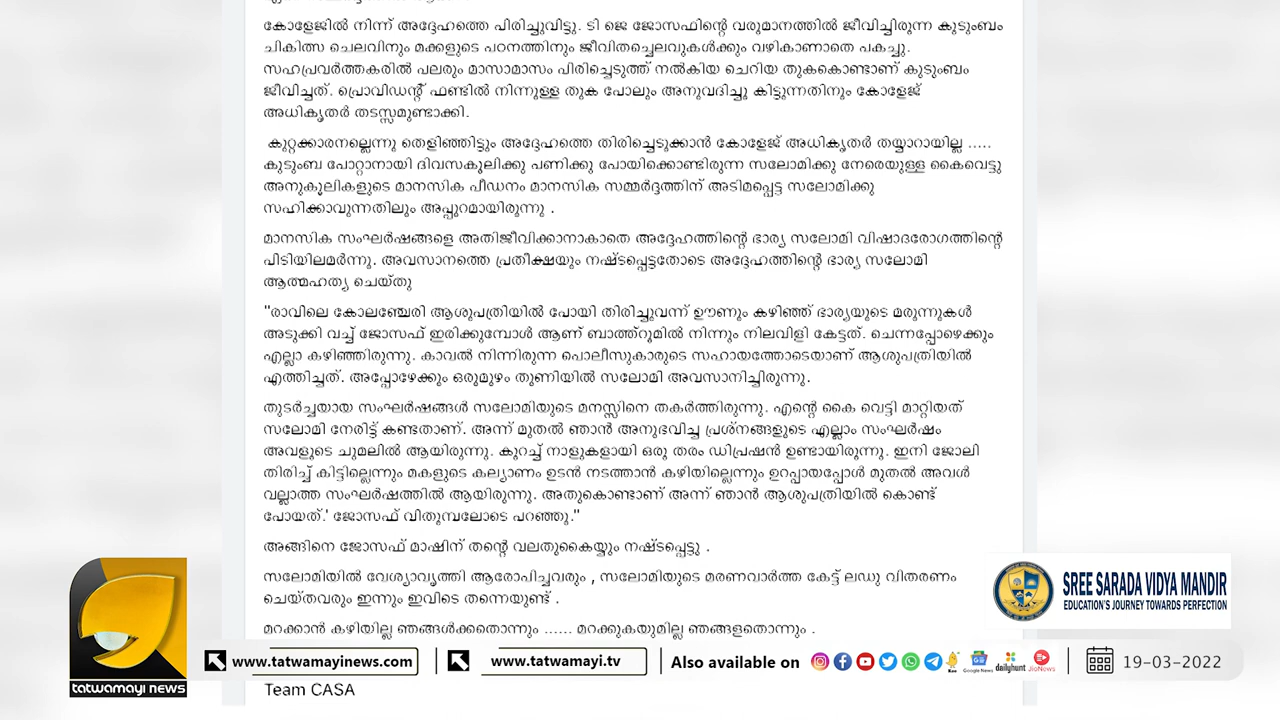 കോളേജിൽ നിന്ന് അദ്ദേഹത്തെ പിരിച്ചുവിട്ടു. ടി ജെ ജോസഫിന്റെ വരുമാനത്തിൽ ജീവിച്ചിരുന്ന കുടുംബം
ചികിത്സ ചെലവിനും മക്കളുടെ പഠനത്തിനും ജീവിതച്ചെലവുകൾക്കും വഴികാണാതെ പകച്ചു.
സഹപ്രവർത്തകരിൽ പലരും മാസാമാസം പിരിച്ചെടുത്ത് നൽകിയ ചെറിയ തുകകൊണ്ടാണ് കുടുംബം
ജീവിച്ചത്. പ്രൊവിഡന്റ് ഫണ്ടിൽ നിന്നുള്ള തുക പോലും അനുവദിച്ചു കിട്ടുന്നതിനും കോളേജ്
അധികൃതർ തടസ്സമുണ്ടാക്കി.
കുറ്റക്കാരനല്ലെന്നു തെളിഞ്ഞിട്ടും അദ്ദേഹത്തെ തിരിച്ചെടുക്കാൻ കോളേജ് അധികൃതർ തയ്യാറായില്ല .....
കുടുംബ പോറ്റാനായി ദിവസകൂലിക്കു പണിക്കു പോയിക്കൊണ്ടിരുന്ന സലോമിക്കു നേരെയുള്ള കൈവെട്ടു
അനുകൂലികളുടെ മാനസിക പീഡനം മാനസിക സമ്മർദ്ദത്തിന് അടിമപ്പെട്ട സലോമിക്കു
സഹിക്കാവുന്നതിലും അപ്പുറമായിരുന്നു .
മാനസിക സംഘർഷങ്ങളെ അതിജീവിക്കാനാകാതെ അദ്ദേഹത്തിന്റെ ഭാര്യ സലോമി വിഷാദരോഗത്തിന്റെ
പിടിയിലമർന്നു. അവസാനത്തെ പ്രതീക്ഷയും നഷ്ടപ്പെട്ടതോടെ അദ്ദേഹത്തിന്റെ ഭാര്യ സലോമി
ആത്മഹത്യ ചെയ്തു
"രാവിലെ കോലഞ്ചേരി ആശുപത്രിയിൽ പോയി തിരിച്ചുവന്ന് ഊണും കഴിഞ്ഞ് ഭാര്യയുടെ മരുന്നുകൾ
അടുക്കി വച്ച് ജോസഫ് ഇരിക്കുമ്പോൾ ആണ് ബാത്ത്റൂമിൽ നിന്നും നിലവിളി കേട്ടത്. ചെന്നപ്പോഴെക്കും
എല്ലാ കഴിഞ്ഞിരുന്നു. കാവൽ നിന്നിരുന്ന പൊലീസുകാരുടെ സഹായത്തോടെയാണ് ആശുപത്രിയിൽ
എത്തിച്ചത്. അപ്പോഴേക്കും ഒരുമുഴം തുണിയിൽ സലോമി അവസാനിച്ചിരുന്നു.
തുടർച്ചയായ സംഘർഷങ്ങൾ സലോമിയുടെ മനസ്സിനെ തകർത്തിരുന്നു. എന്റെ കൈ വെട്ടി മാറ്റിയത്
സലോമി നേരിട്ട് കണ്ടതാണ്. അന്ന് മുതൽ ഞാൻ അനുഭവിച്ച പ്രശ്നങ്ങളുടെ എല്ലാം സംഘർഷം
അവളുടെ ചുമലിൽ ആയിരുന്നു. കുറച്ച് നാളുകളായി ഒരു തരം ഡിപ്രഷൻ ഉണ്ടായിരുന്നു. ഇനി ജോലി
തിരിച്ച് കിട്ടില്ലെന്നും മകളുടെ കല്യാണം ഉടൻ നടത്താൻ കഴിയില്ലെന്നും ഉറപ്പായപ്പോൾ മുതൽ അവൾ
വല്ലാത്ത സംഘർഷത്തിൽ ആയിരുന്നു. അതുകൊണ്ടാണ് അന്ന് ഞാൻ ആശുപത്രിയിൽ കൊണ്ട്
പോയത്.' ജോസഫ് വിതുമ്പലോടെ പറഞ്ഞു."
അങ്ങിനെ ജോസഫ് മാഷിന് തന്റെ വലതുകൈയ്യും നഷ്ടപ്പെട്ടു .
സലോമിയിൽ വേശ്യാവൃത്തി ആരോപിച്ചവരും , സലോമിയുടെ മരണവാർത്ത കേട്ട് ലഡു വിതരണം
ചെയ്തവരും ഇന്നും ഇവിടെ തന്നെയുണ്ട് .
മറക്കാൻ കഴിയില്ല ഞങ്ങൾക്കതൊന്നും ...... മറക്കുകയുമില്ല ഞങ്ങളതൊന്നും .
Team CASA
SREE SARADA VIDYA MANDIR
EDUCATION'S JOURNEY TOWARDS PERFECTION
tatwamayi news
www.tatwamayinews.com
www.tatwamayi.tv
Also available on
Koo
Google News
dailyhunt
JioNews
19-03-2022